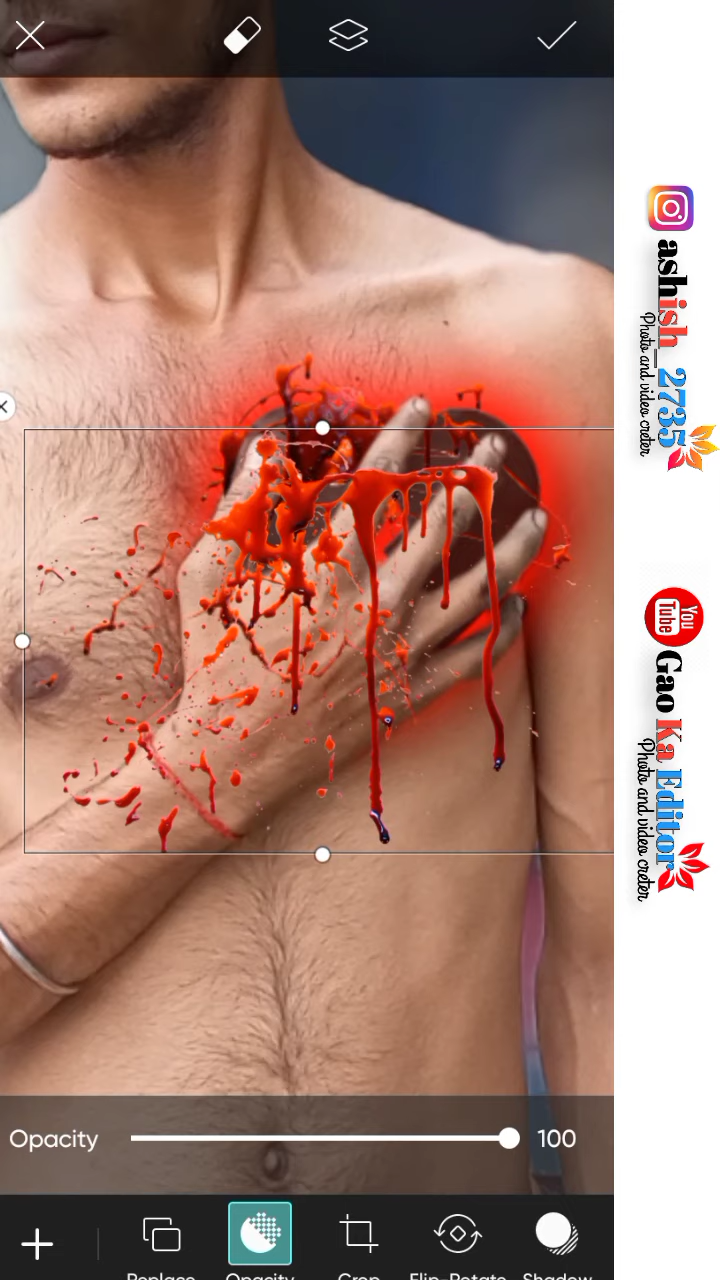 ashish_2735
Photo and video creter
You
Tube
Gao Ka Editor
Photo and video creter
Opacity
100
Replace
Opacity
Crop
Flip-Rotate
Shadow